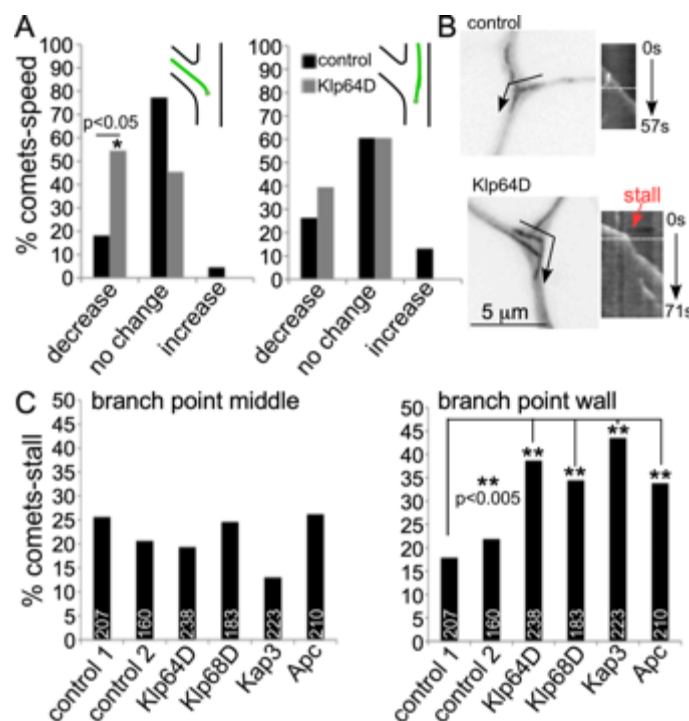 A
% comets-speed
100
90
80
70
60
50
40
30
20
10
0
p<0.05
*
decrease
no change
increase
100
90
80
70
60
50
40
30
20
10
0
control
Klp64D
decrease
no change
increase
B
control
0s
57s
Klp64D
stall
0s
71s
5 μm
C
branch point middle
% comets-stall
50
45
40
35
30
25
20
15
10
5
0
207
160
238
183
223
210
control 1
control 2
Klp64D
Klp68D
Kap3
Apc
branch point wall
50
45
40
35
30
25
20
15
10
5
0
**
p<0.005
**
**
**
**
207
160
238
183
223
210
control 1
control 2
Klp64D
Klp68D
Kap3
Apc